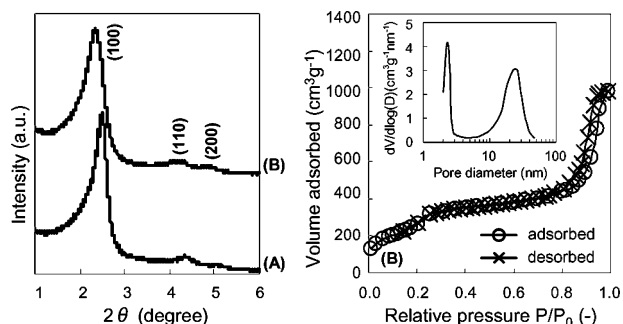 Intensity (a.u.)
(100)
(110)
(200)
(B)
(A)
1 2 3 4 5 6
2θ (degree)
Volume adsorbed (cm³g⁻¹)
1400
1200
1000
800
600
400
200
0
0.0 0.2 0.4 0.6 0.8 1.0
Relative pressure P/P₀ (-)
dV/dlog(D)(cm³g⁻¹nm⁻¹)
5
4
3
2
1
0
1 10 100
Pore diameter (nm)
adsorbed
desorbed
(B)